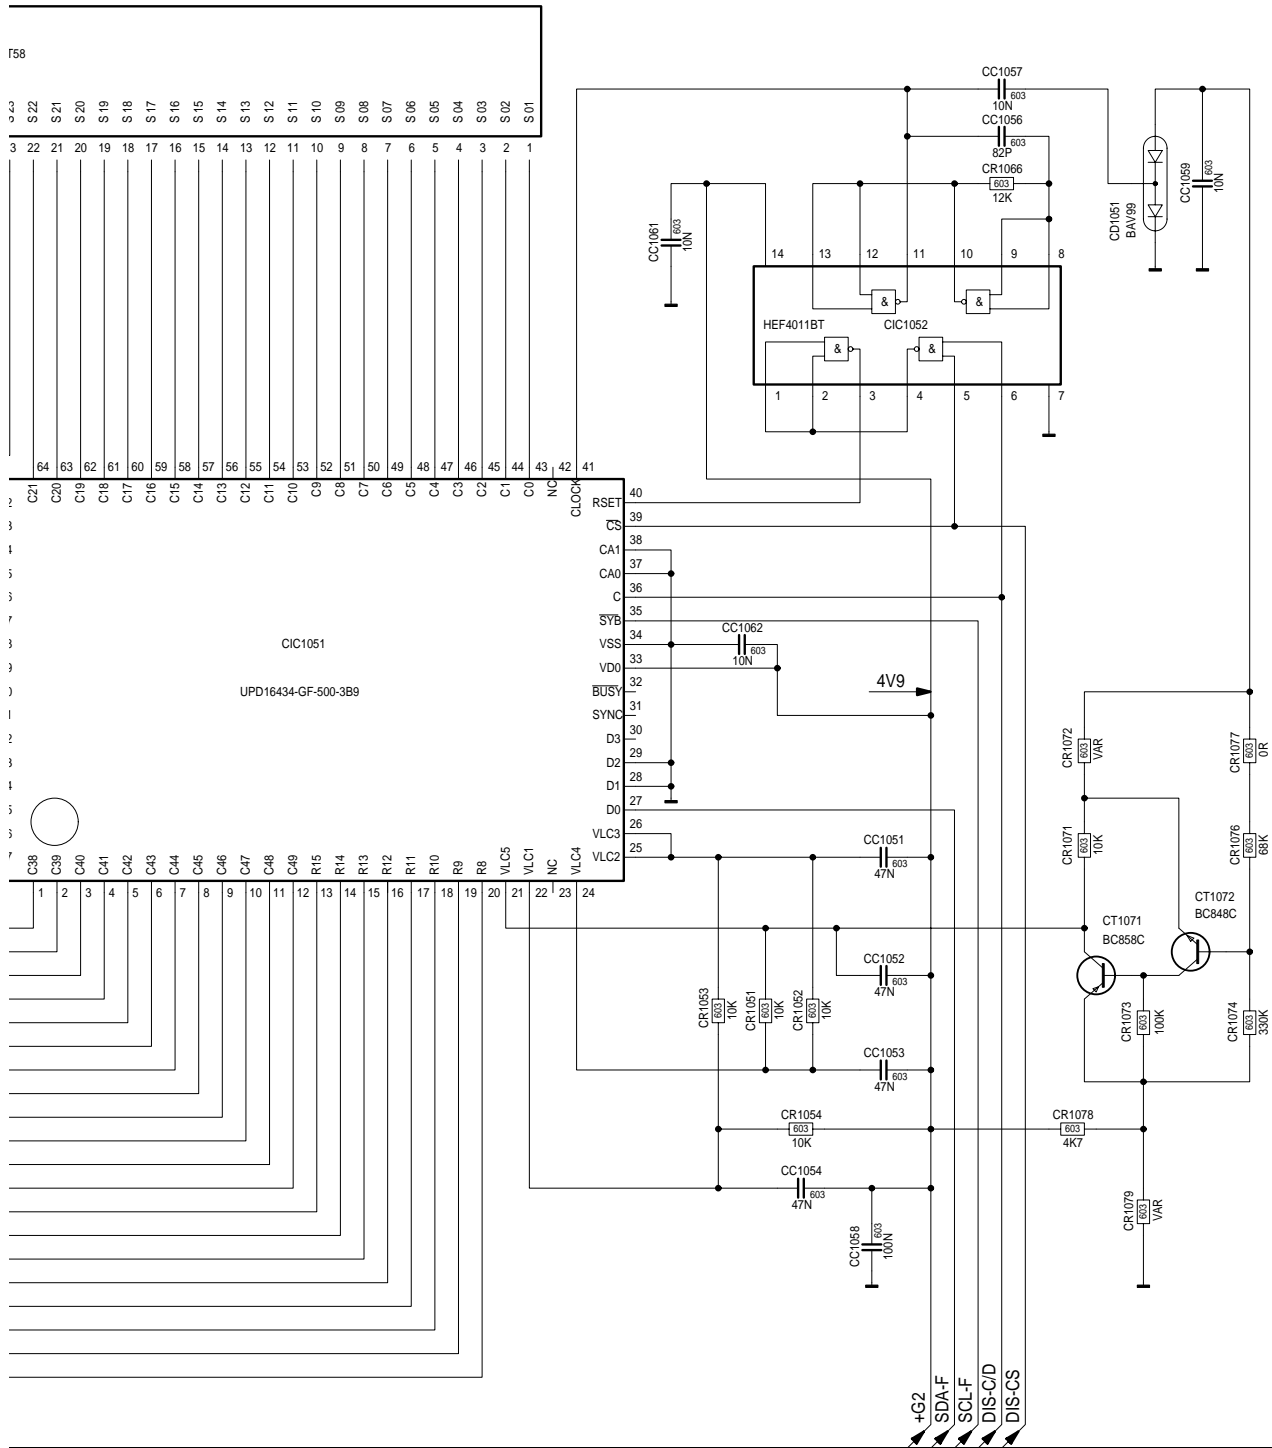 S 22 S 21 S 20 S 19 S 18 S 17 S 16 S 15 S 14 S 13 S 12 S 11 S 10 S 09 S 08 S 07 S 06 S 05 S 04 S 03 S 02 S 01
3 22 21 20 19 18 17 16 15 14 13 12 11 10 9 8 7 6 5 4 3 2 1
CC1057
603
10N
CC1056
603
82P
CR1066
603
12K
CC1061
603
10N
CD1051
BAV99
CC1059
603
10N
14 13 12 11 10 9 8
& &
HEF4011BT CIC1052
& &
1 2 3 4 5 6 7
64 63 62 61 60 59 58 57 56 55 54 53 52 51 50 49 48 47 46 45 44 43 42 41
C21 C20 C19 C18 C17 C16 C15 C14 C13 C12 C11 C10 C9 C8 C7 C6 C5 C4 C3 C2 C1 C0 NC CLOCK
RSET 40
CS 39
CA1 38
CA0 37
C 36
SYB 35
VSS 34
VD0 33
BUSY 32
SYNC 31
D3 30
D2 29
D1 28
D0 27
VLC3 26
VLC2 25
CIC1051
UPD16434-GF-500-3B9
CC1062
603
10N
4V9
CR1072
603
VAR
CR1077
603
0R
CR1071
603
10K
CR1076
603
68K
C38 C39 C40 C41 C42 C43 C44 C45 C46 C47 C48 C49 R15 R14 R13 R12 R11 R10 R9 R8 VLC5 VLC1 NC VLC4
1 2 3 4 5 6 7 8 9 10 11 12 13 14 15 16 17 18 19 20 21 22 23 24
CC1051
603
47N
CT1072
BC848C
CT1071
BC858C
CC1052
603
47N
CR1053
603
10K
CR1051
603
10K
CR1052
603
10K
CR1073
603
100K
CR1074
603
330K
CC1053
603
47N
CR1054
603
10K
CR1078
603
4K7
CC1054
603
47N
CR1079
603
VAR
CC1058
603
100N
+G2
SDA-F
SCL-F
DIS-C/D
DIS-CS